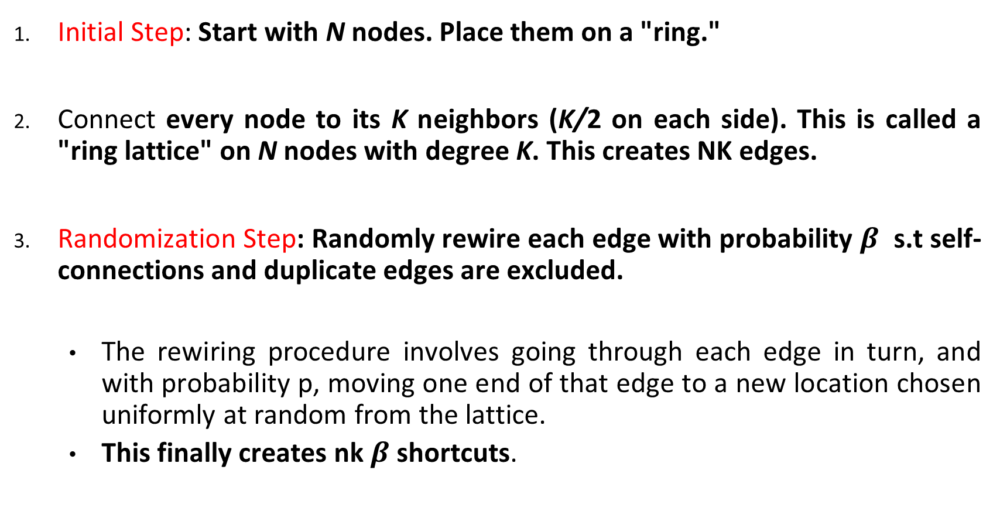 1. Initial Step: Start with N nodes. Place them on a "ring."
2. Connect every node to its K neighbors (K/2 on each side). This is called a
"ring lattice" on N nodes with degree K. This creates NK edges.
3. Randomization Step: Randomly rewire each edge with probability β s.t self-
connections and duplicate edges are excluded.
• The rewiring procedure involves going through each edge in turn, and
with probability p, moving one end of that edge to a new location chosen
uniformly at random from the lattice.
• This finally creates nk β shortcuts.